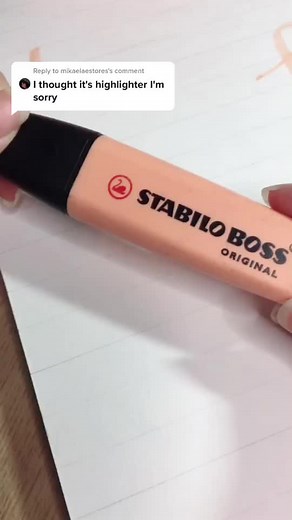 Reply to mikaelaestores's comment
I thought it's highlighter I'm
sorry
STABILO BOSS
ORIGINAL